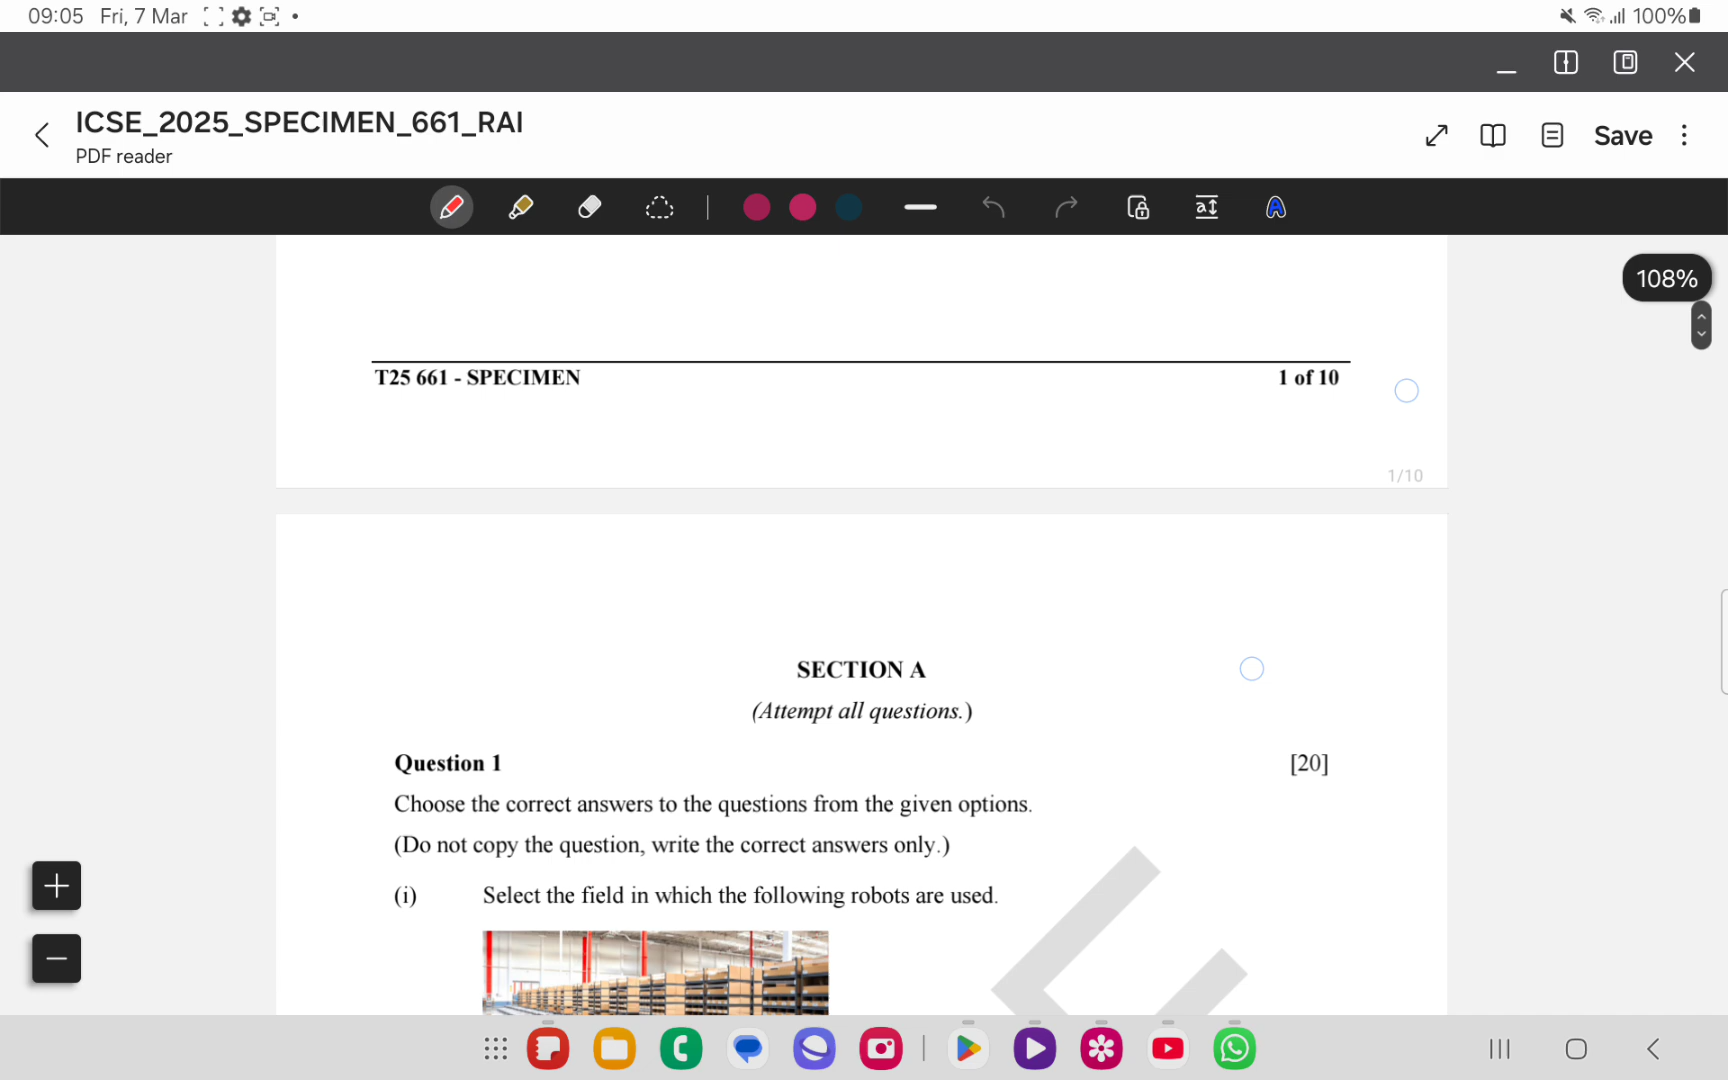 09:05 Fri, 7 Mar
100%
ICSE_2025_SPECIMEN_661_RAI
PDF reader
Save
108%
T25 661 - SPECIMEN 1 of 10
1/10
SECTION A
(Attempt all questions.)
Question 1 [20]
Choose the correct answers to the questions from the given options.
(Do not copy the question, write the correct answers only.)
(i) Select the field in which the following robots are used.